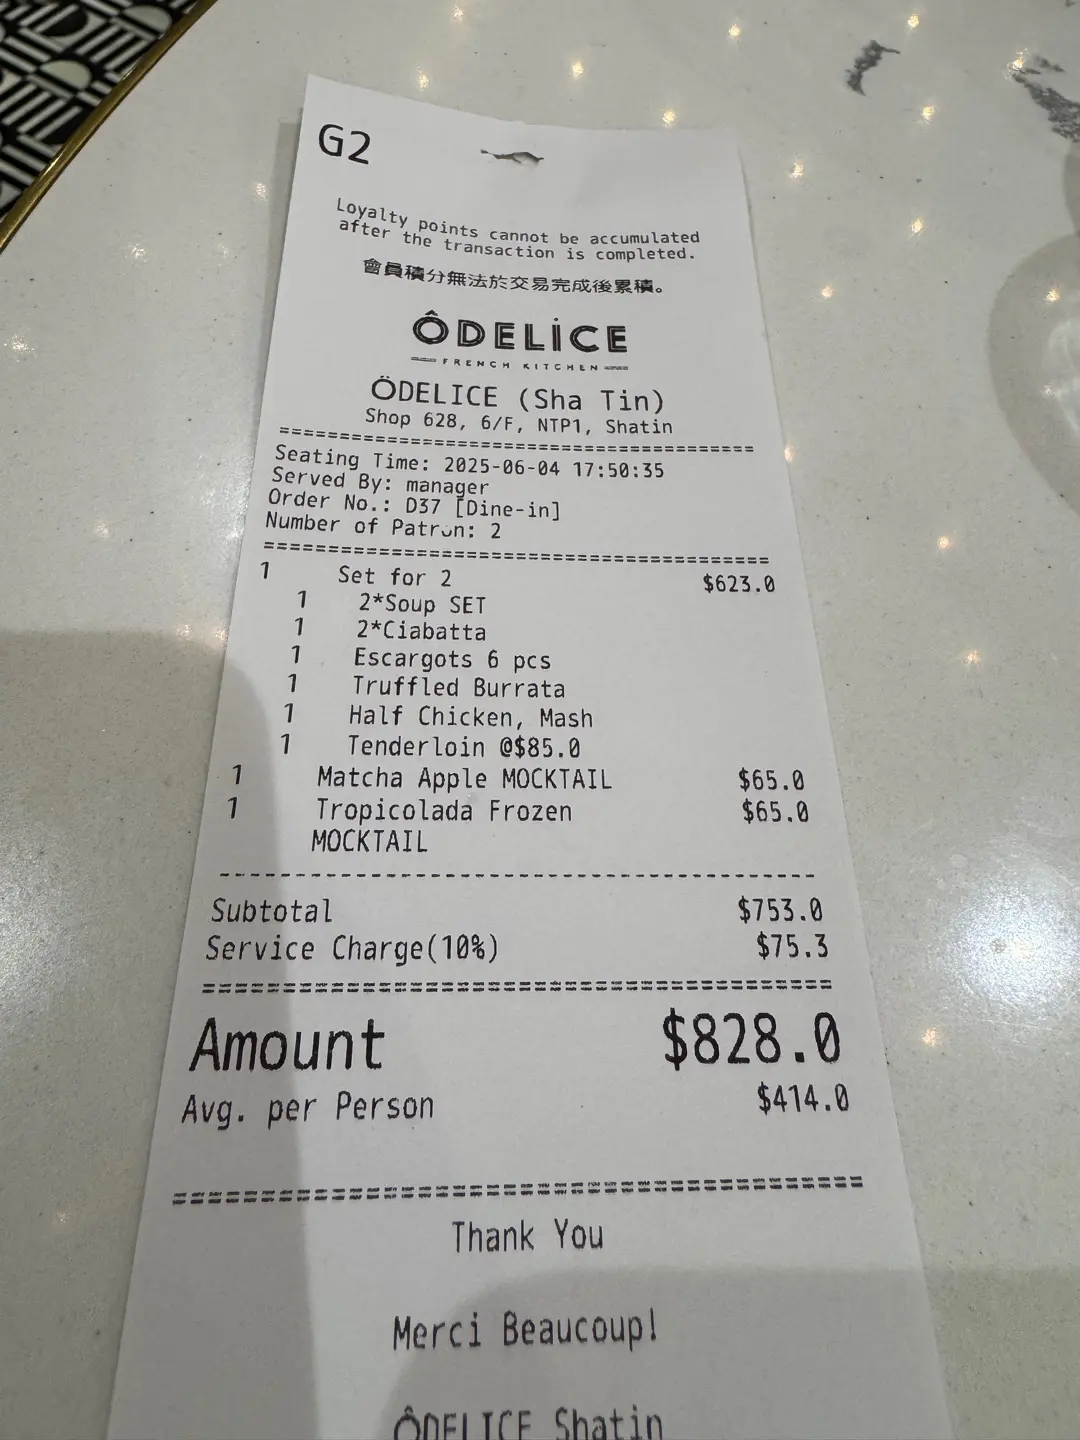 G2
Loyalty points cannot be accumulated
after the transaction is completed.
會員積分無法於交易完成後累積。
ÔDELİCE
FRENCH KITCHEN
ÖDELICE (Sha Tin)
Shop 628, 6/F, NTP1, Shatin
============================================
Seating Time: 2025-06-04 17:50:35
Served By: manager
Order No.: D37 [Dine-in]
Number of Patron: 2
============================================
1 Set for 2 $623.0
1 2*Soup SET
1 2*Ciabatta
1 Escargots 6 pcs
1 Truffled Burrata
1 Half Chicken, Mash
1 Tenderloin @$85.0
1 Matcha Apple MOCKTAIL $65.0
1 Tropicolada Frozen $65.0
MOCKTAIL
--------------------------------------------
Subtotal $753.0
Service Charge(10%) $75.3
============================================
Amount $828.0
Avg. per Person $414.0
============================================
Thank You
Merci Beaucoup!
ÔDELICE Shatin